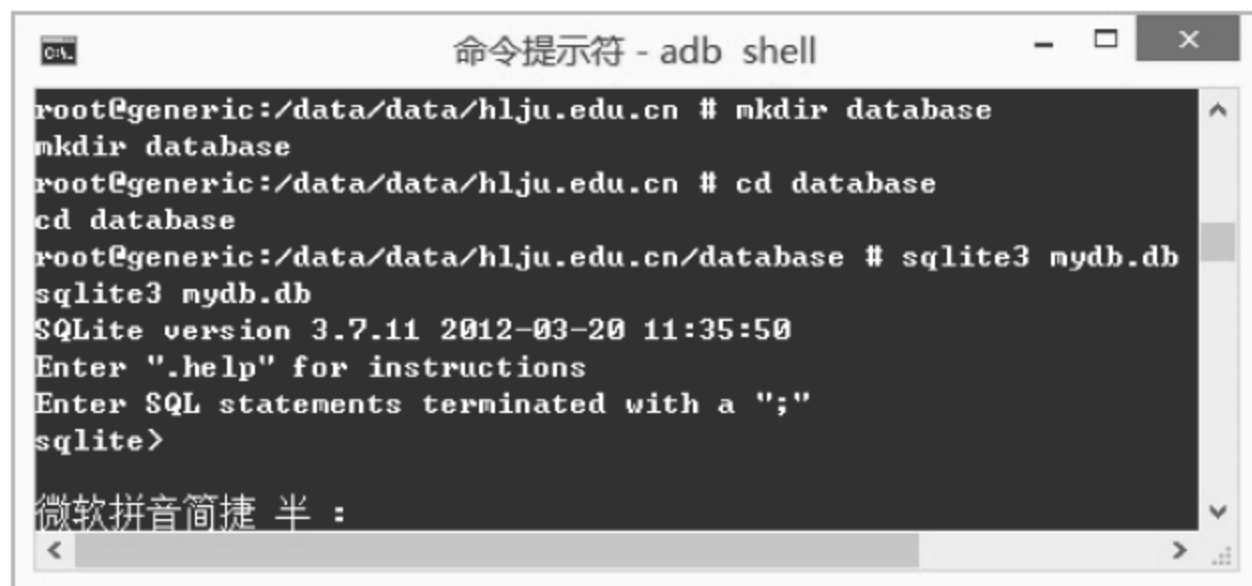 命令提示符 - adb shell
root@generic:/data/data/hlju.edu.cn # mkdir database
mkdir database
root@generic:/data/data/hlju.edu.cn # cd database
cd database
root@generic:/data/data/hlju.edu.cn/database # sqlite3 mydb.db
sqlite3 mydb.db
SQLite version 3.7.11 2012-03-20 11:35:50
Enter ".help" for instructions
Enter SQL statements terminated with a ";"
sqlite>
微软拼音简捷 半 :